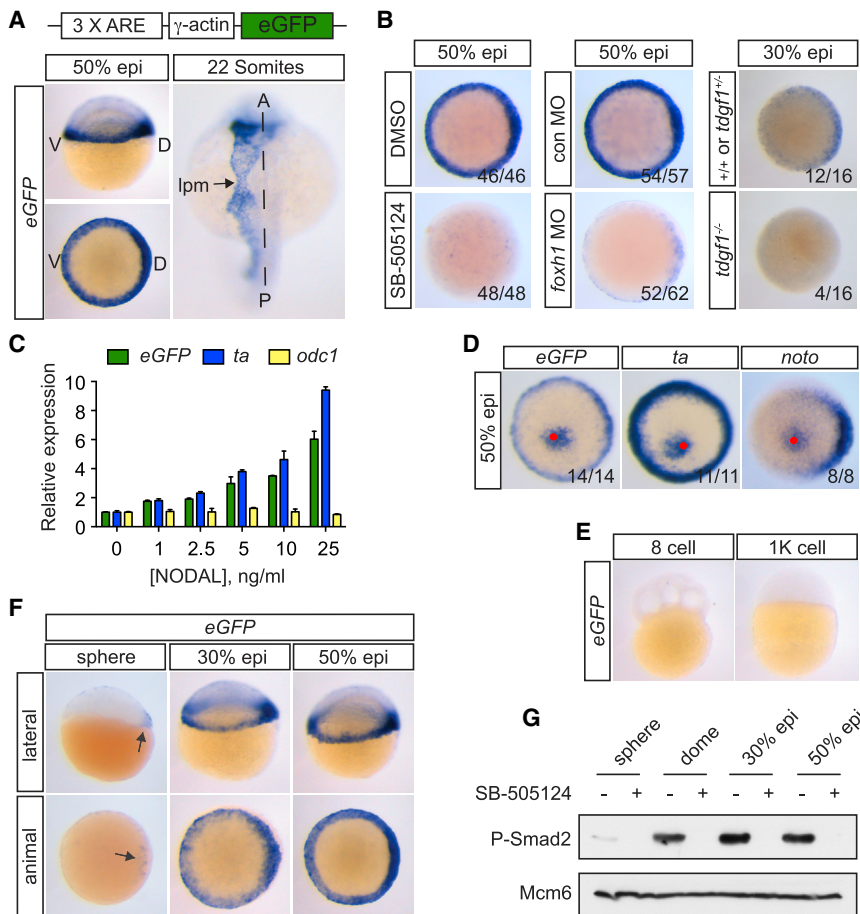 A
3 X ARE
γ-actin
eGFP
50% epi
22 Somites
eGFP
V
D
V
D
A
lpm
P
B
50% epi
50% epi
30% epi
DMSO
46/46
con MO
54/57
+/+ or tdgf1+/-
12/16
SB-505124
48/48
foxh1 MO
52/62
tdgf1-/-
4/16
C
eGFP
ta
odc1
Relative expression
10
8
6
4
2
0
0
1
2.5
5
10
25
[NODAL], ng/ml
D
eGFP
ta
noto
50% epi
14/14
11/11
8/8
E
8 cell
1K cell
eGFP
F
eGFP
sphere
30% epi
50% epi
lateral
animal
G
sphere
dome
30% epi
50% epi
SB-505124
- + - + - + - +
P-Smad2
Mcm6